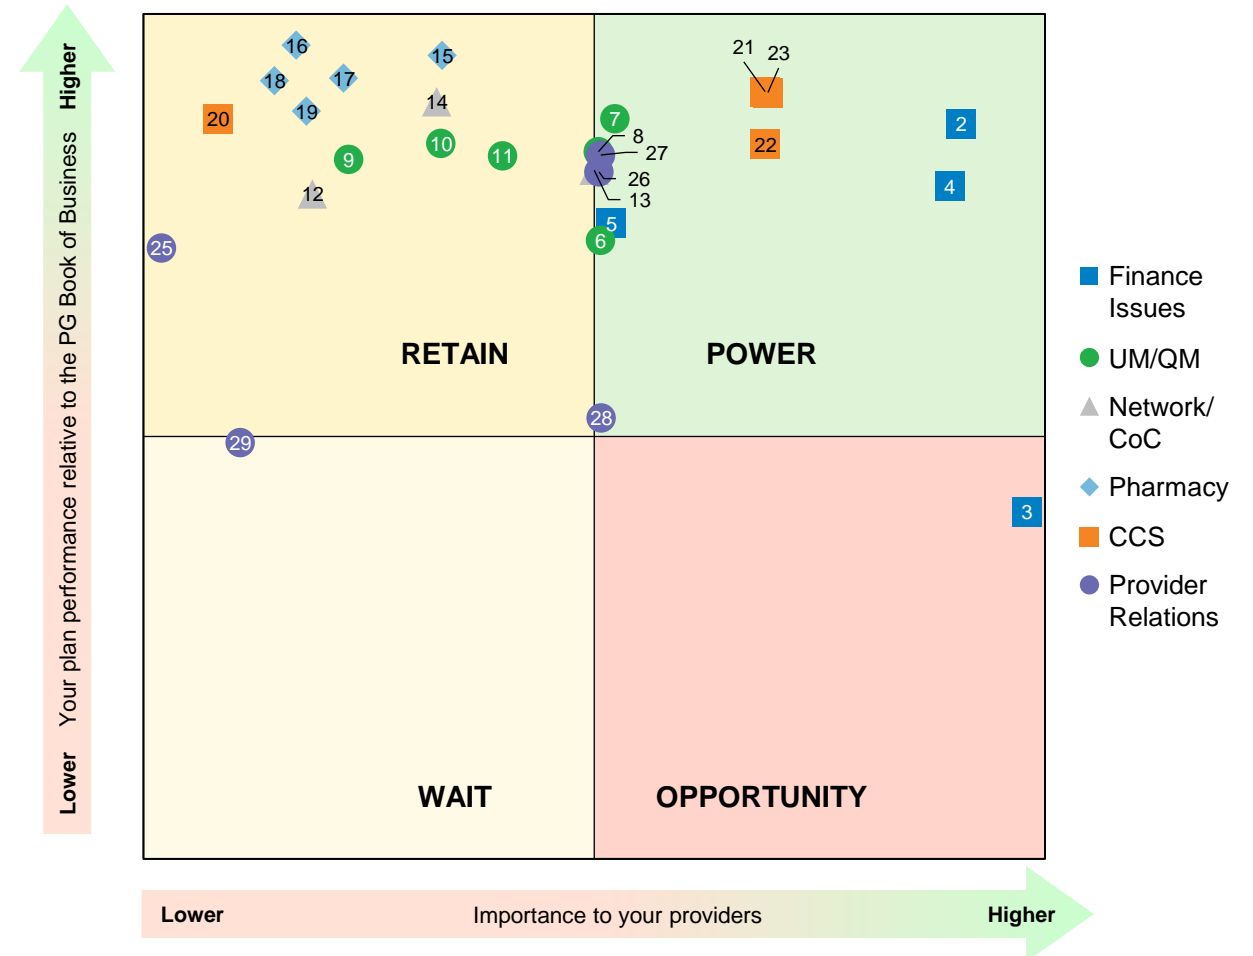 Higher
Your plan performance relative to the PG Book of Business
Lower
16
15
18
17
19
14
20
10
9
11
12
25
21
23
7
8
27
26
13
5
6
22
2
4
RETAIN
POWER
28
29
3
WAIT
OPPORTUNITY
Finance
Issues
UM/QM
Network/
CoC
Pharmacy
CCS
Provider
Relations
Lower
Importance to your providers
Higher